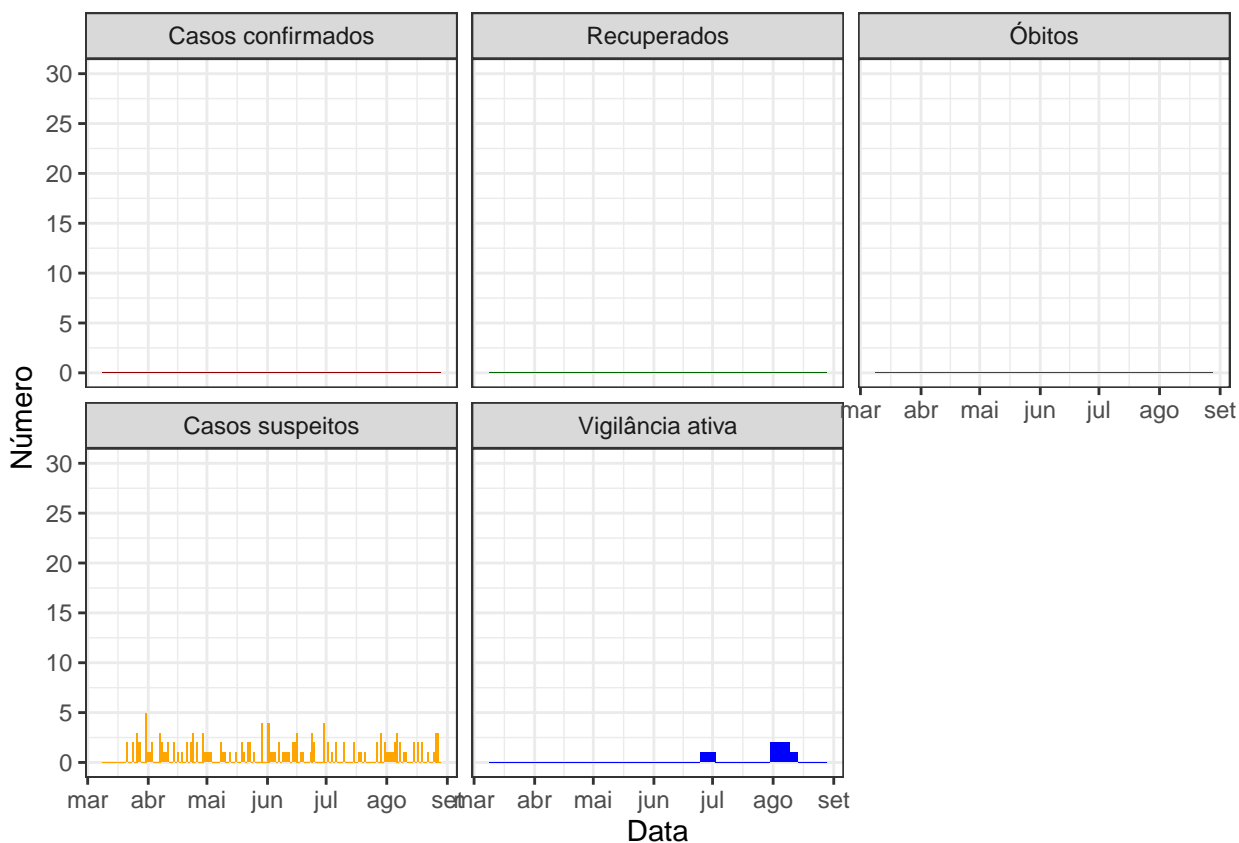 Casos confirmados
Recuperados
Óbitos
30
25
20
15
10
5
0
mar abr mai jun jul ago set
Número
Casos suspeitos
Vigilância ativa
30
25
20
15
10
5
0
mar abr mai jun jul ago set
mar abr mai jun jul ago set
Data